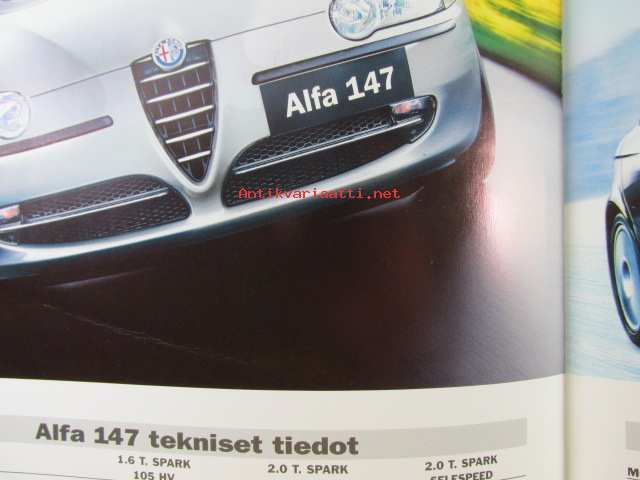 Alfa 147
Antikvariaatti.net
Alfa 147 tekniset tiedot
1.6 T. SPARK 2.0 T. SPARK 2.0 T. SPARK
105 HV SELESPEED